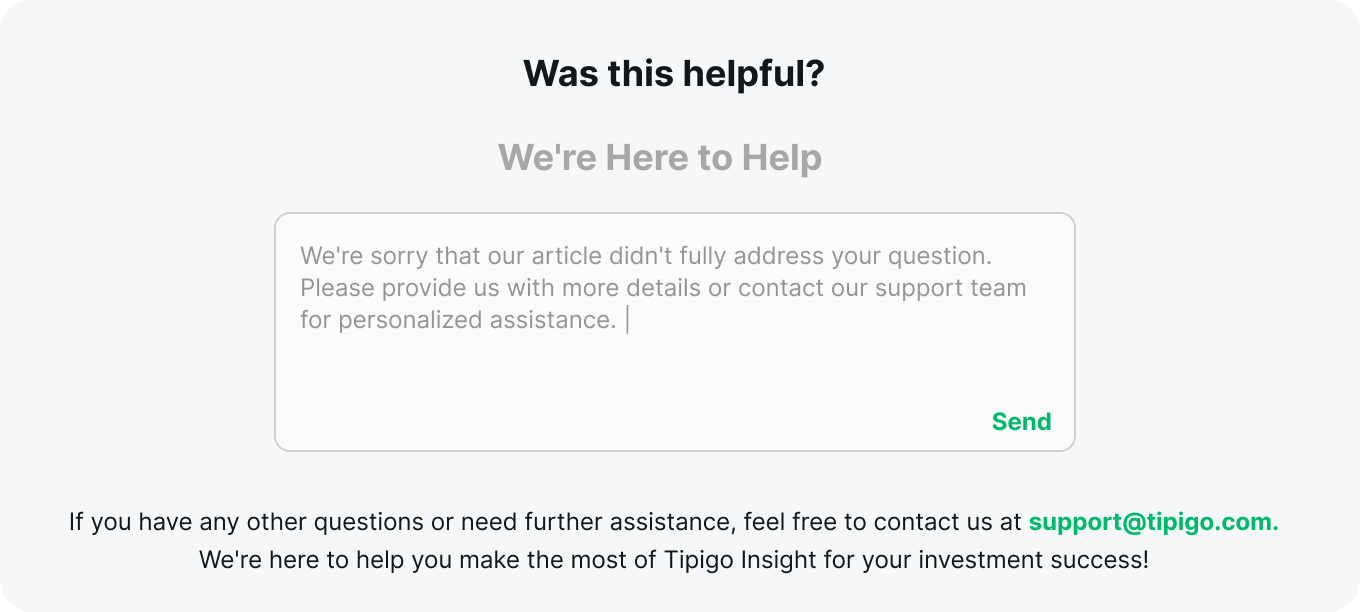 Was this helpful?
We're Here to Help
We're sorry that our article didn't fully address your question.
Please provide us with more details or contact our support team
for personalized assistance.
Send
If you have any other questions or need further assistance, feel free to contact us at support@tipigo.com.
We're here to help you make the most of Tipigo Insight for your investment success!